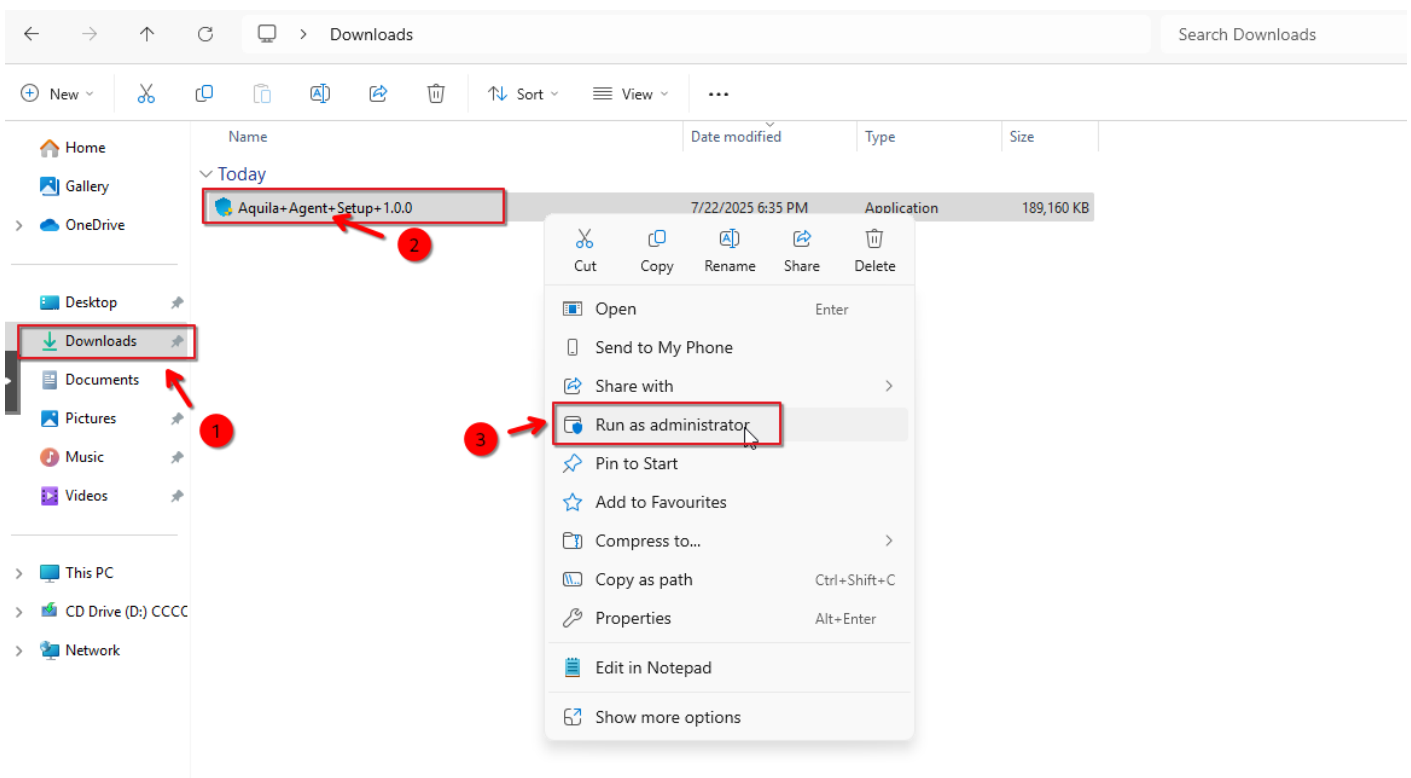 Downloads
Search Downloads
New
Sort
View
Name
Date modified
Type
Size
Home
Gallery
OneDrive
Desktop
Downloads
Documents
Pictures
Music
Videos
This PC
CD Drive (D:) CCCC
Network
Today
Aquila+Agent+Setup+1.0.0
7/22/2025 6:35 PM
Application
189,160 KB
1
2
3
Cut
Copy
Rename
Share
Delete
Open Enter
Send to My Phone
Share with
Run as administrator
Pin to Start
Add to Favourites
Compress to...
Copy as path Ctrl+Shift+C
Properties Alt+Enter
Edit in Notepad
Show more options